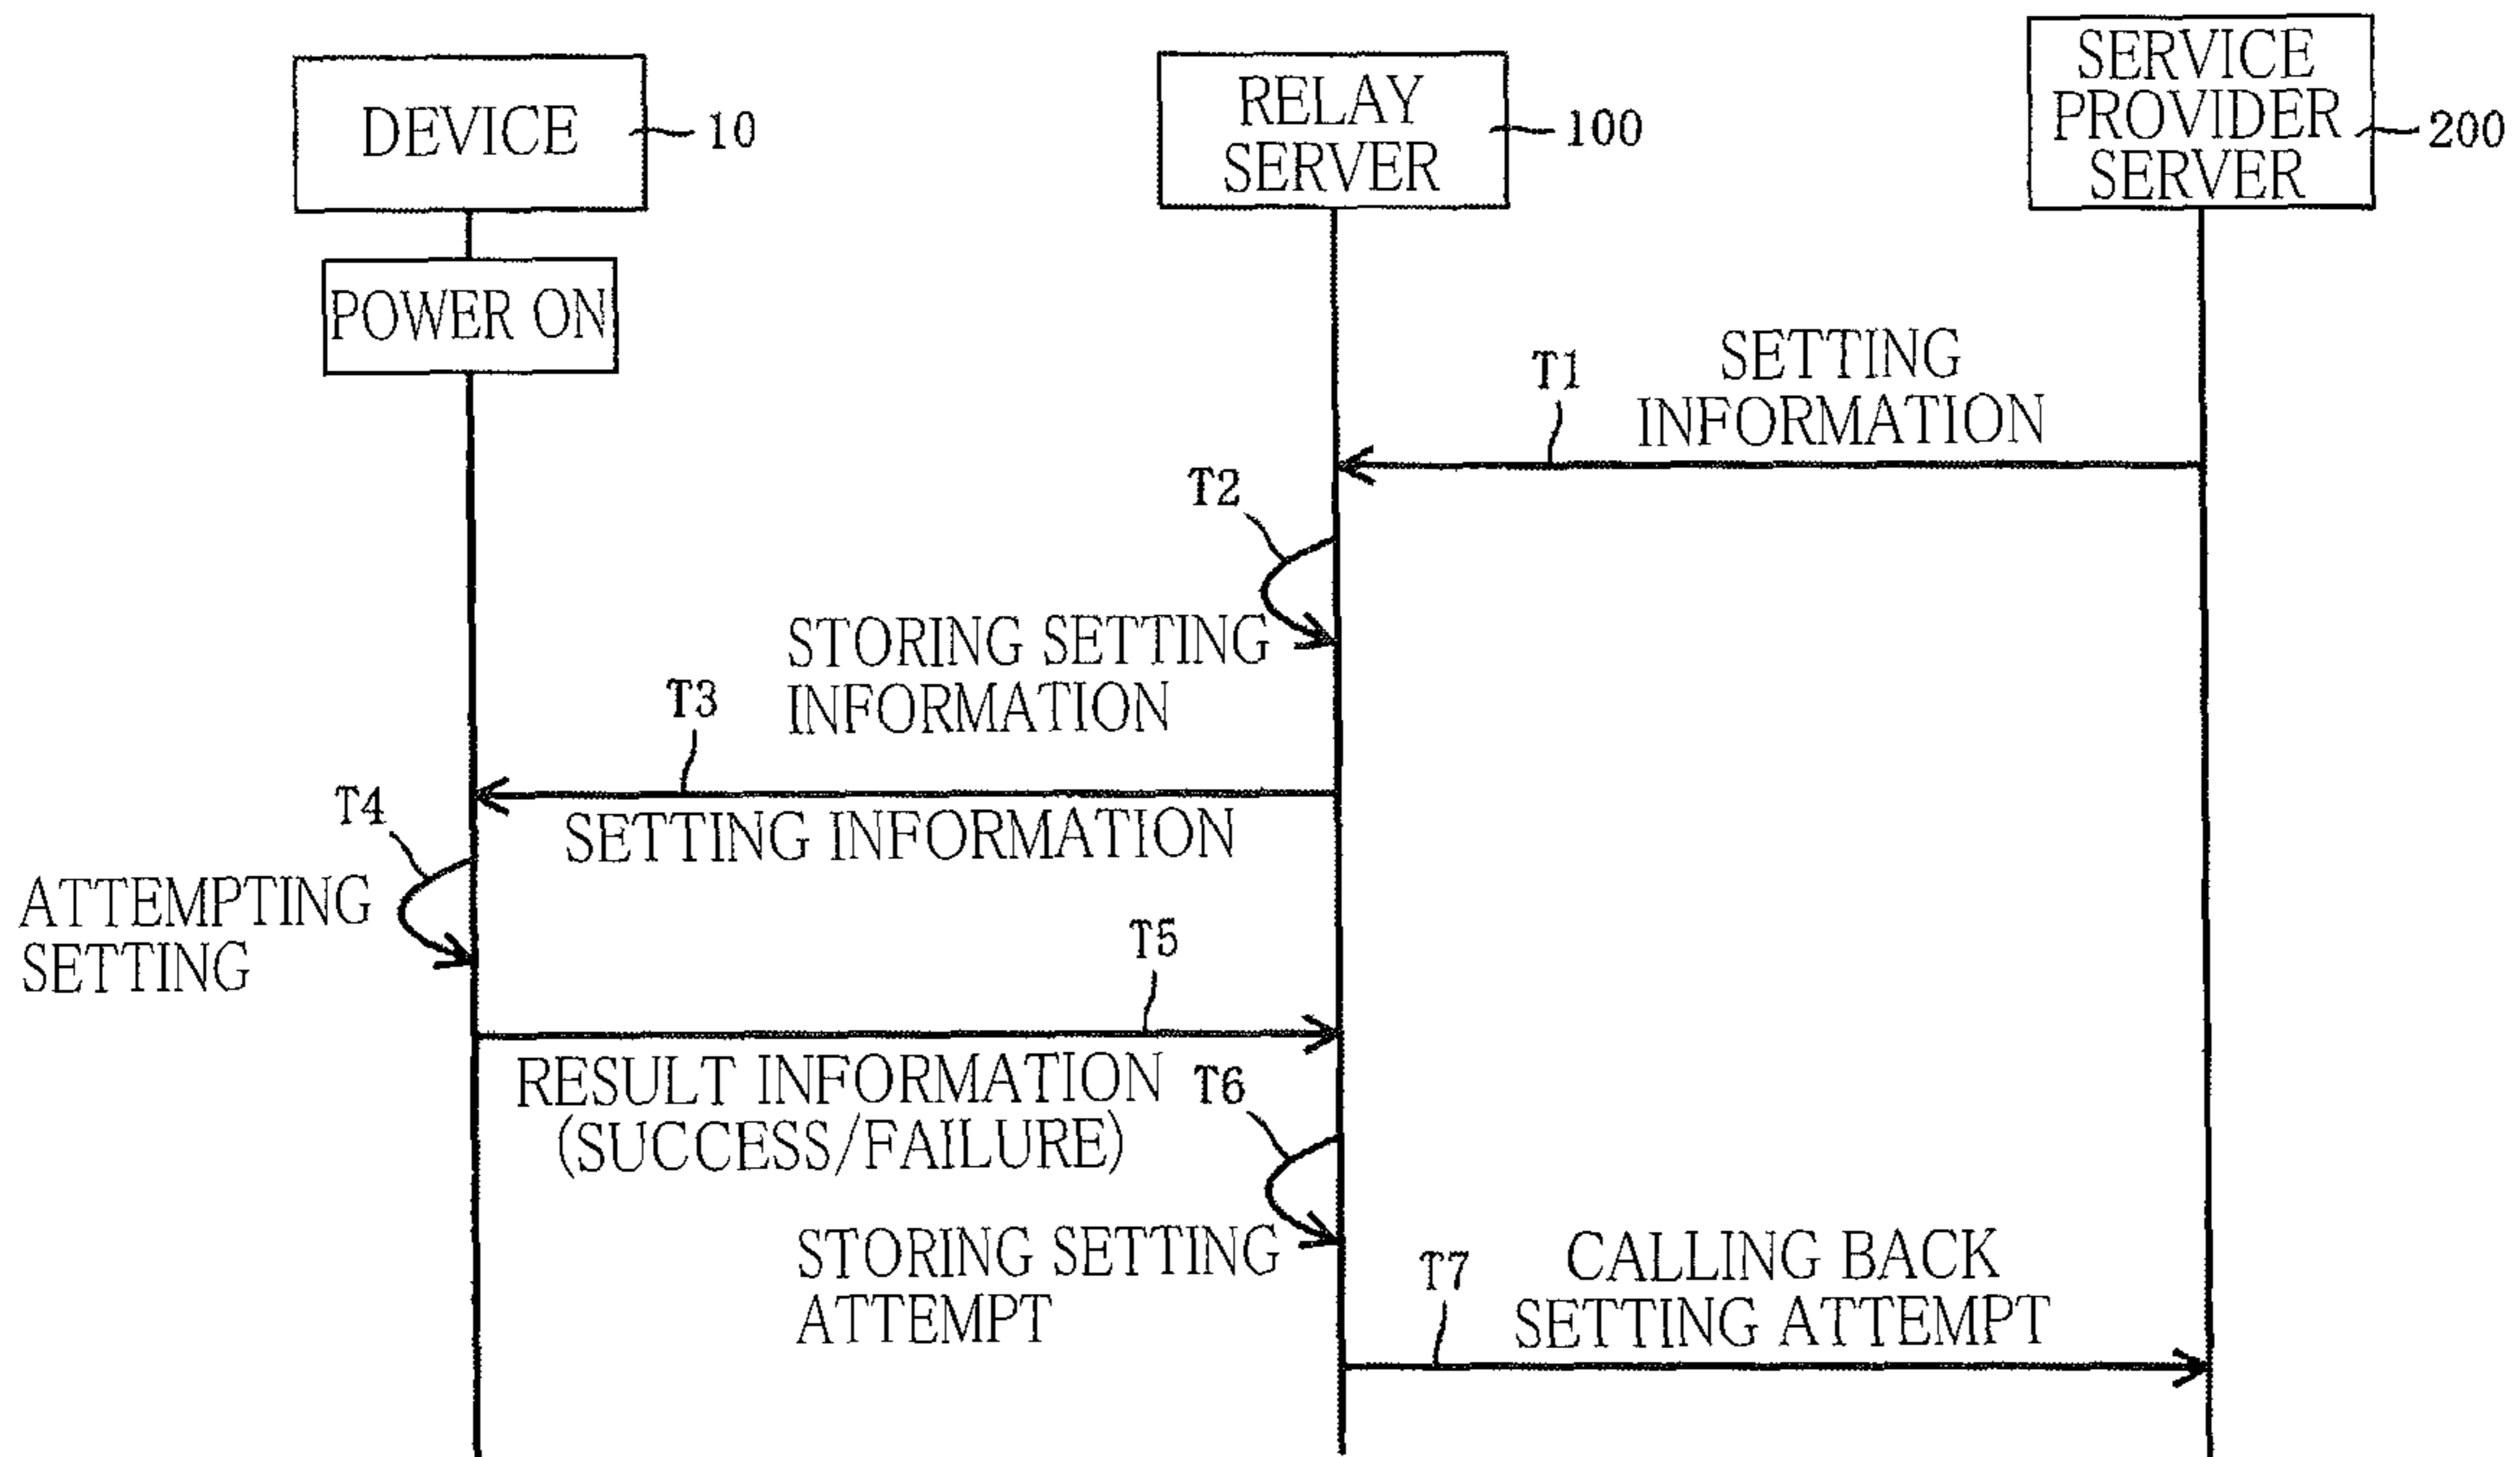 DEVICE
10
RELAY
SERVER
100
SERVICE
PROVIDER
SERVER
200
POWER ON
T1
SETTING
INFORMATION
T2
STORING SETTING
INFORMATION
T3
SETTING INFORMATION
T4
ATTEMPTING
SETTING
T5
RESULT INFORMATION
(SUCCESS/FAILURE)
T6
STORING SETTING
ATTEMPT
T7
CALLING BACK
SETTING ATTEMPT